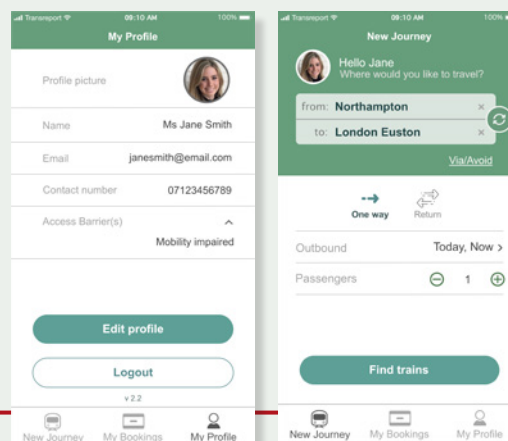 Transreport 09:10 AM 100%
My Profile
Profile picture
Name Ms Jane Smith
Email janesmith@email.com
Contact number 07123456789
Access Barrier(s)
Mobility impaired
Edit profile
Logout
v 2.2
New Journey My Bookings My Profile
Transreport 09:10 AM 100%
New Journey
Hello Jane
Where would you like to travel?
from: Northampton ×
to: London Euston ×
Via/Avoid
One way Return
Outbound Today, Now >
Passengers 1
Find trains
New Journey My Bookings My Profile